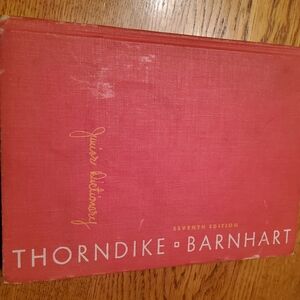 Junior Dictionary
SEVENTH EDITION
THORNDIKE ▫ BARNHART